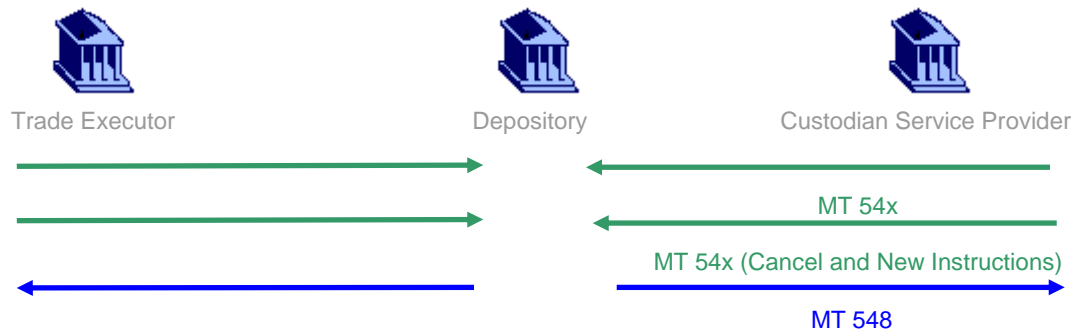 Trade Executor
Depository
Custodian Service Provider
MT 54x
MT 54x (Cancel and New Instructions)
MT 548